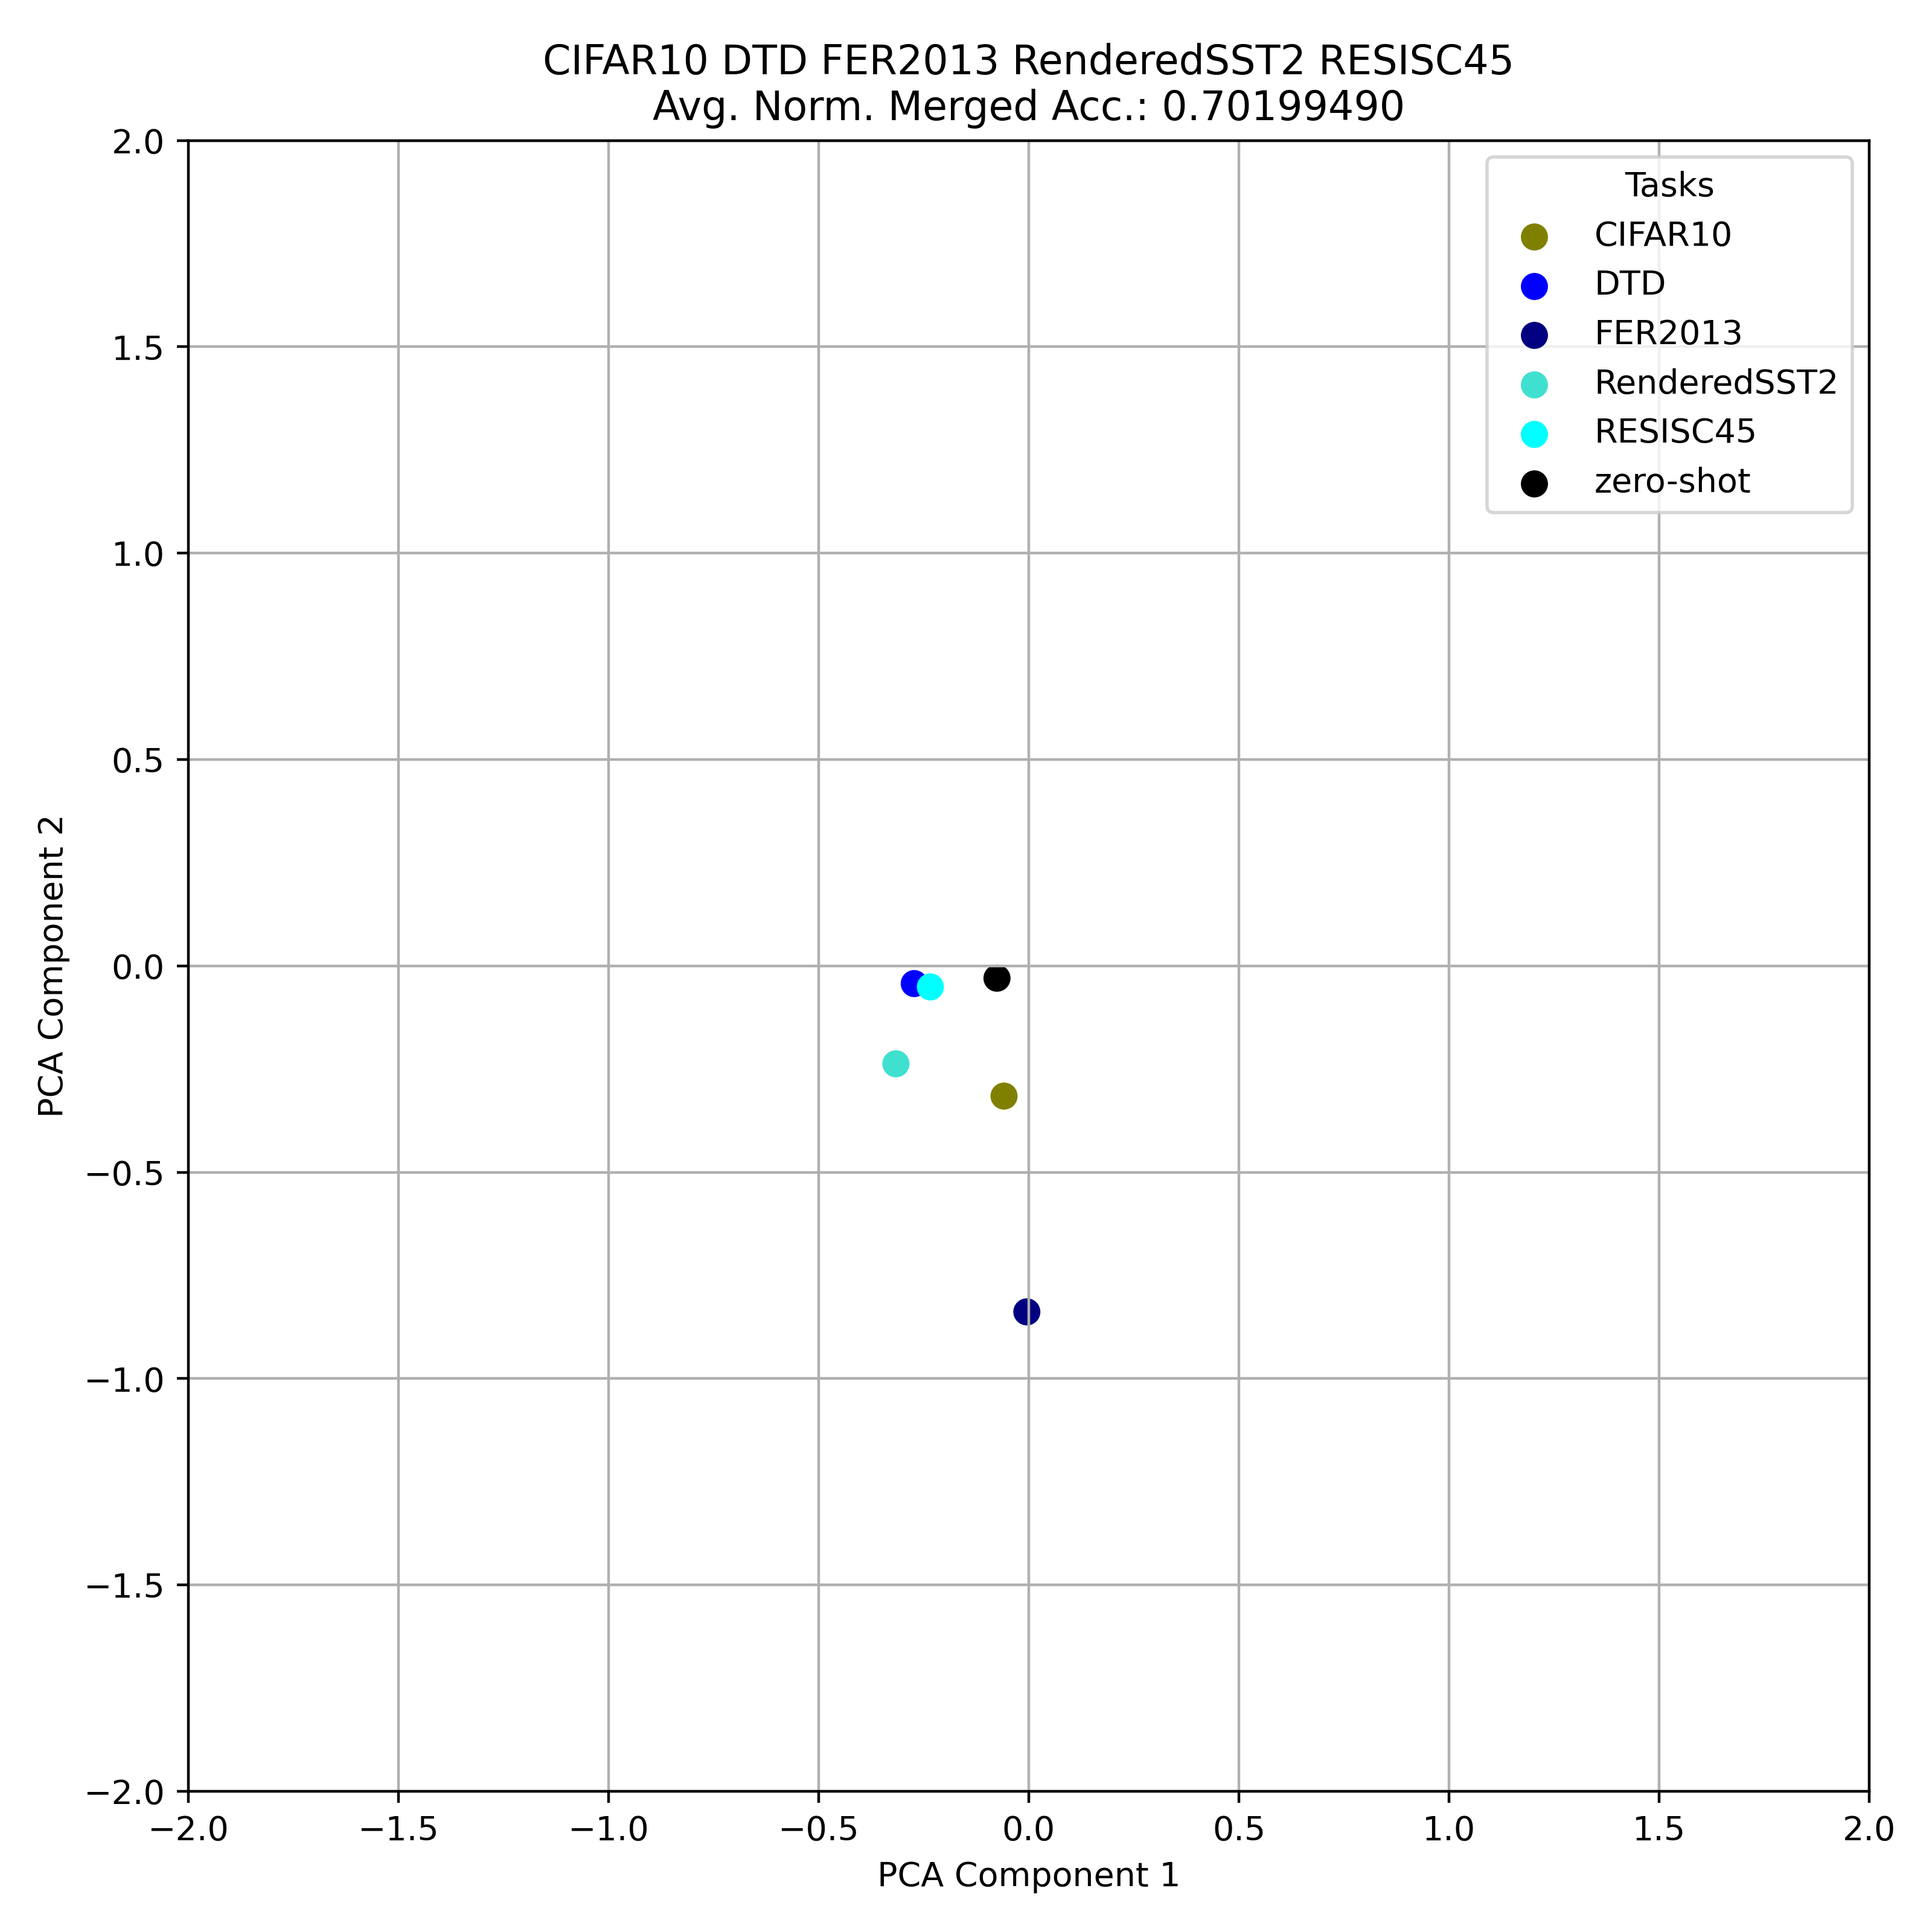 CIFAR10 DTD FER2013 RenderedSST2 RESISC45
Avg. Norm. Merged Acc.: 0.70199490
Tasks
CIFAR10
DTD
FER2013
RenderedSST2
RESISC45
zero-shot
PCA Component 2
2.0
1.5
1.0
0.5
0.0
−0.5
−1.0
−1.5
−2.0
−2.0 −1.5 −1.0 −0.5 0.0 0.5 1.0 1.5 2.0
PCA Component 1